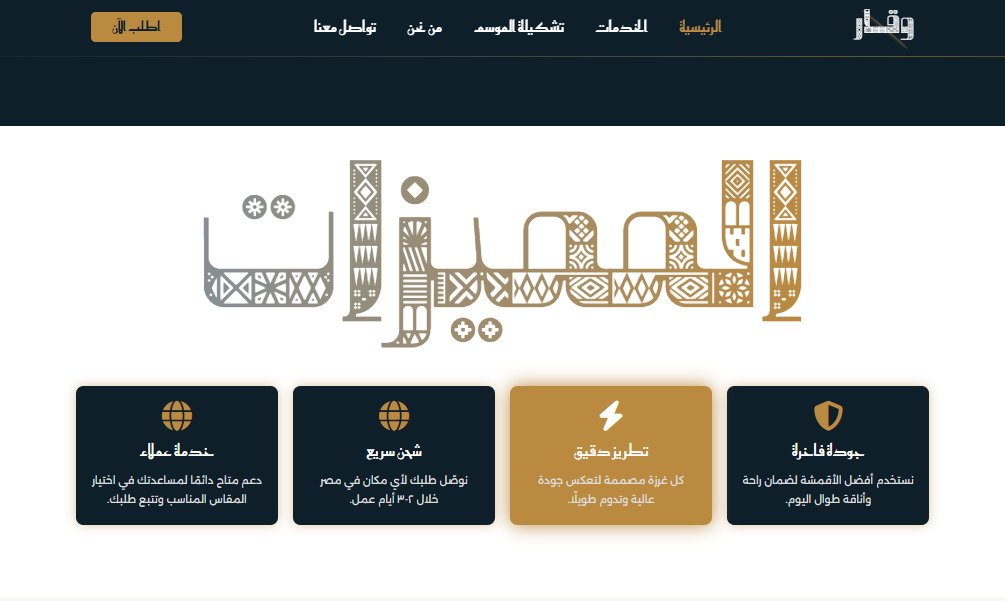 وقار
الرئيسية
الخدمات
تشكيلة الموسم
من نحن
تواصل معنا
اطلب الآن
المميزات
جودة فاخرة
نستخدم أفضل الأقمشة لضمان راحة
وأناقة طوال اليوم.
تطريز دقيق
كل غرزة مصممة لتعكس جودة
عالية وتدوم طويلًا.
شحن سريع
نوصّل طلبك لأي مكان في مصر
خلال ٢-٣ أيام عمل.
خدمة عملاء
دعم متاح دائمًا لمساعدتك في اختيار
المقاس المناسب وتتبع طلبك.